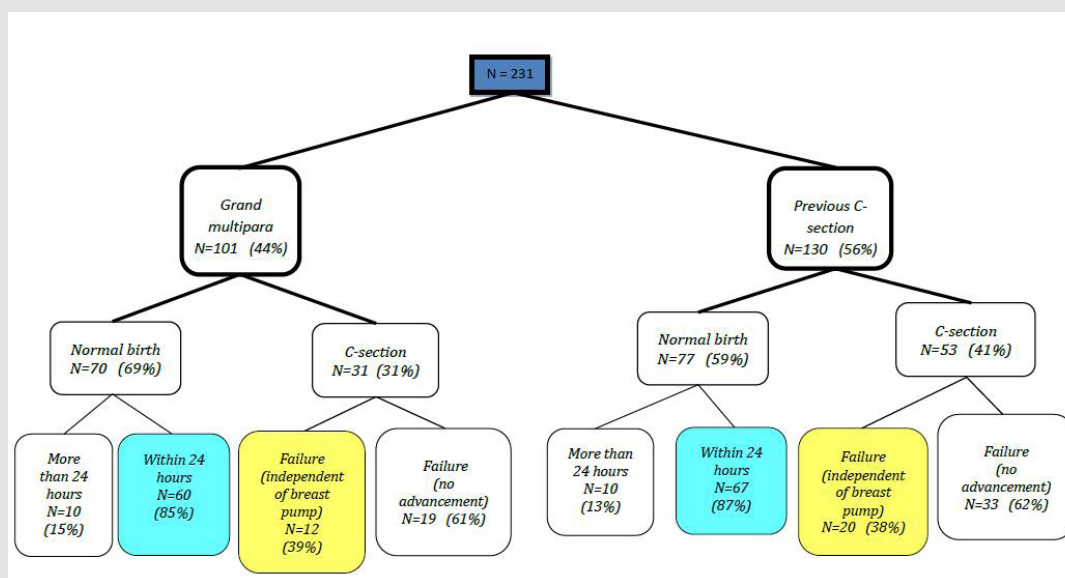 N = 231
Grand
multipara
N=101 (44%)
Previous C-
section
N=130 (56%)
Normal birth
N=70 (69%)
C-section
N=31 (31%)
Normal birth
N=77 (59%)
C-section
N=53 (41%)
More
than 24
hours
N=10
(15%)
Within 24
hours
N=60
(85%)
Failure
(independent
of breast
pump)
N=12
(39%)
Failure
(no
advancement)
N=19 (61%)
More than
24 hours
N=10
(13%)
Within 24
hours
N=67
(87%)
Failure
(independent
of breast
pump)
N=20 (38%)
Failure
(no
advancement)
N=33 (62%)